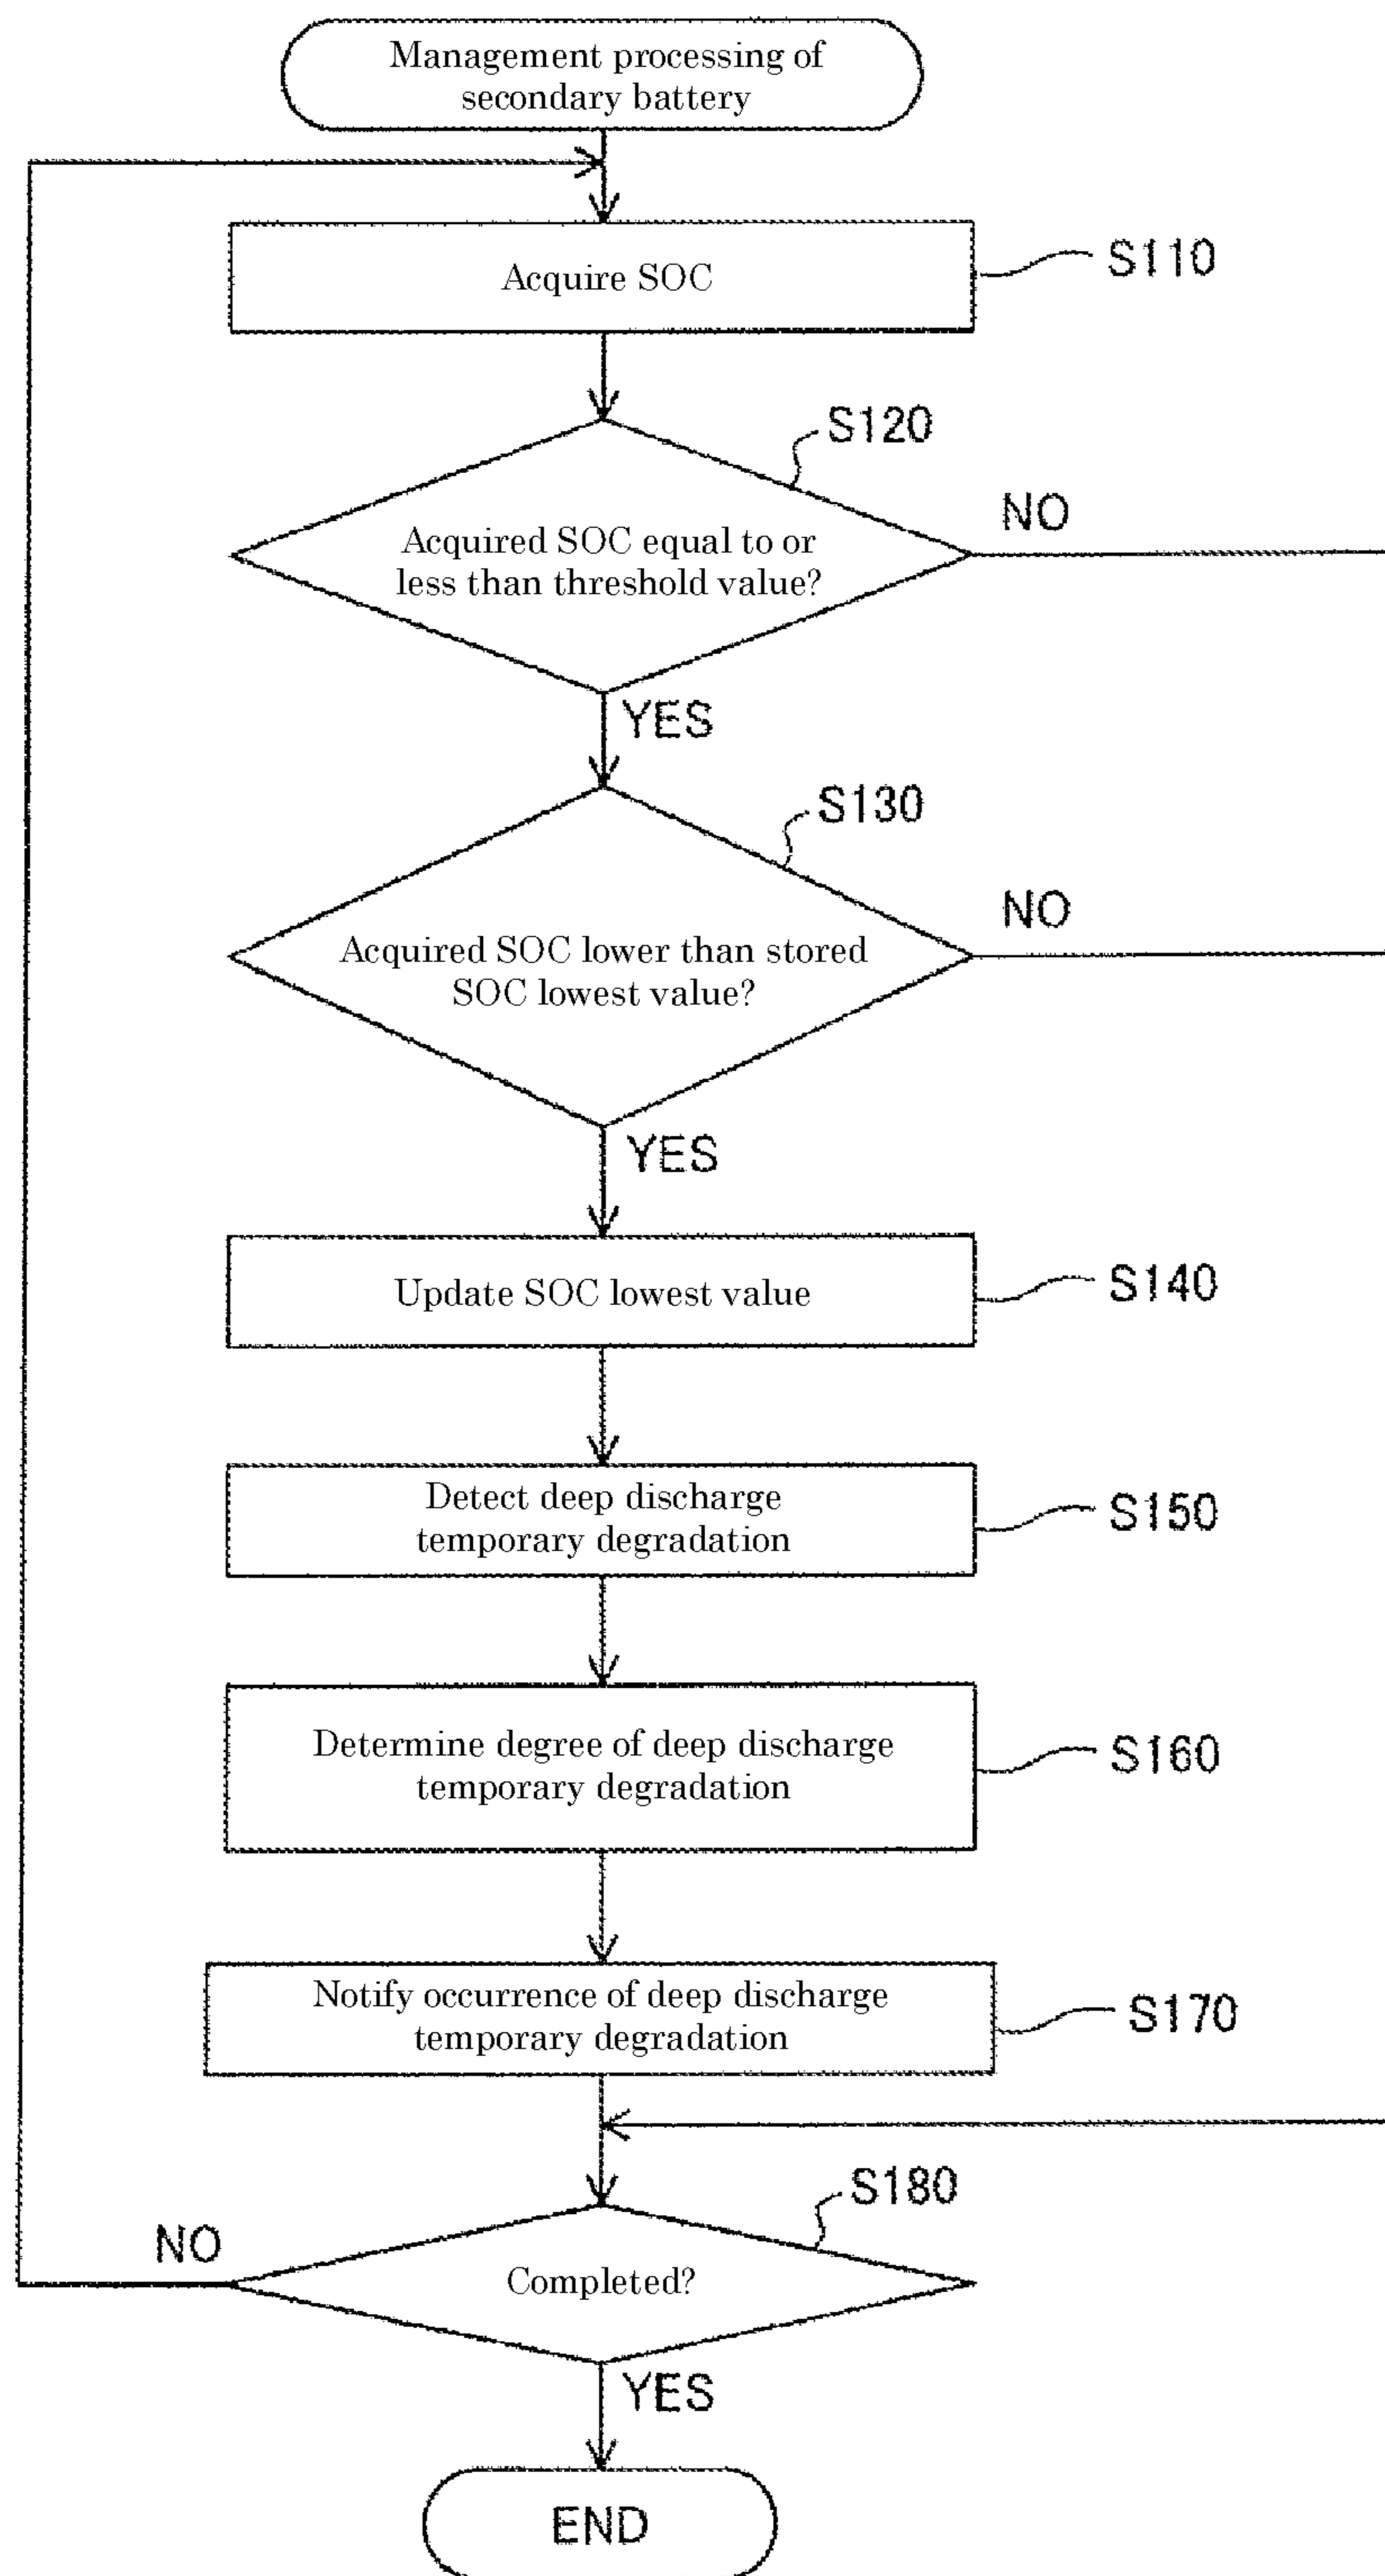 Management processing of
secondary battery
Acquire SOC
S110
S120
Acquired SOC equal to or
less than threshold value?
NO
YES
S130
Acquired SOC lower than stored
SOC lowest value?
NO
YES
Update SOC lowest value
S140
Detect deep discharge
temporary degradation
S150
Determine degree of deep discharge
temporary degradation
S160
Notify occurrence of deep discharge
temporary degradation
S170
S180
NO
Completed?
YES
END